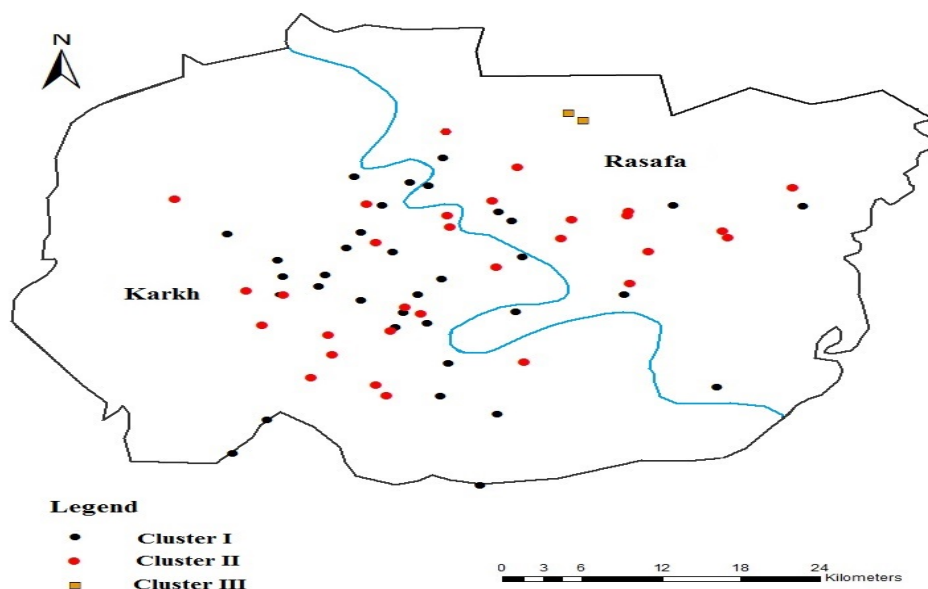 N
Rasafa
Karkh
Legend
Cluster I
Cluster II
Cluster III
0 3 6 12 18 24
Kilometers